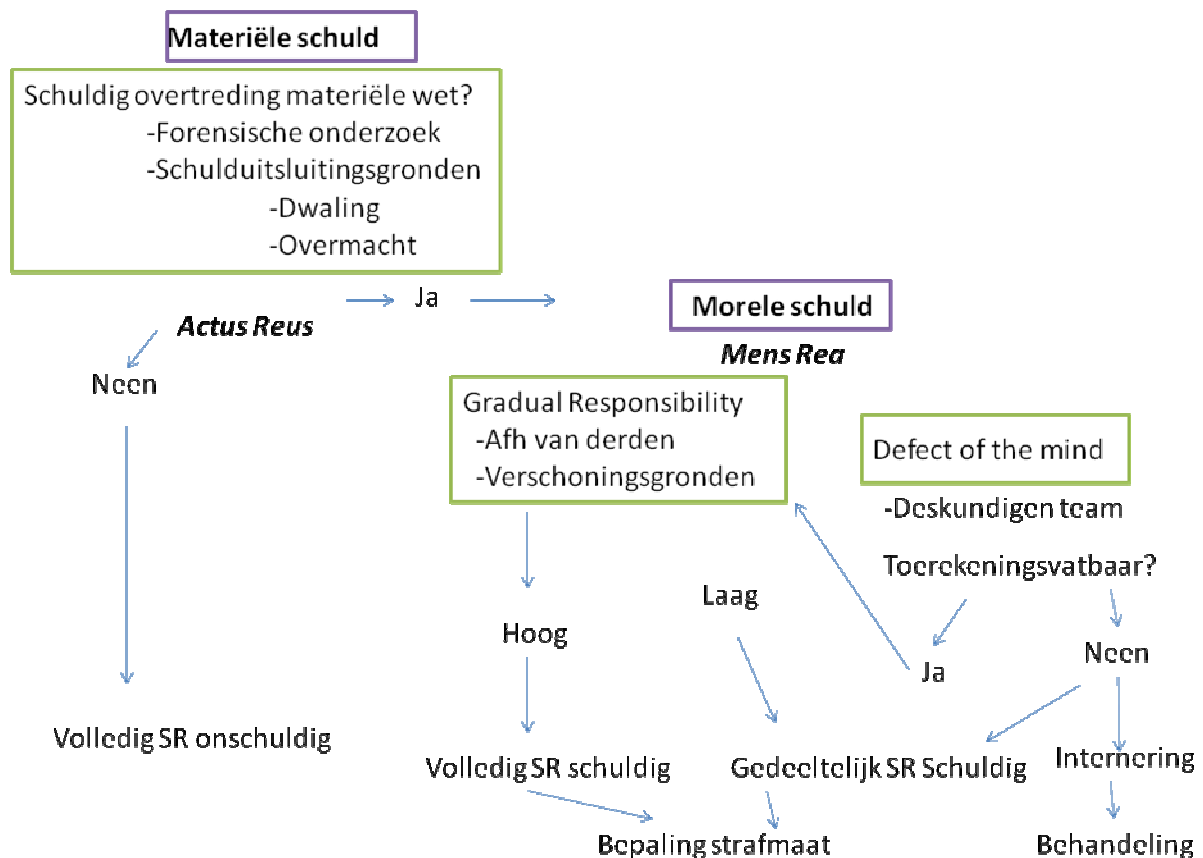 Materiële schuld
Schuldig overtreding materiële wet?
-Forensische onderzoek
-Schulduitsluitingsgronden
-Dwaling
-Overmacht
Ja
Actus Reus
Neen
Volledig SR onschuldig
Morele schuld
Mens Rea
Gradual Responsibility
-Afh van derden
-Verschoningsgronden
Defect of the mind
-Deskundigen team
Toerekeningsvatbaar?
Laag
Hoog
Ja
Neen
Volledig SR schuldig
Gedeeltelijk SR Schuldig
Internering
Bepaling strafmaat
Behandeling